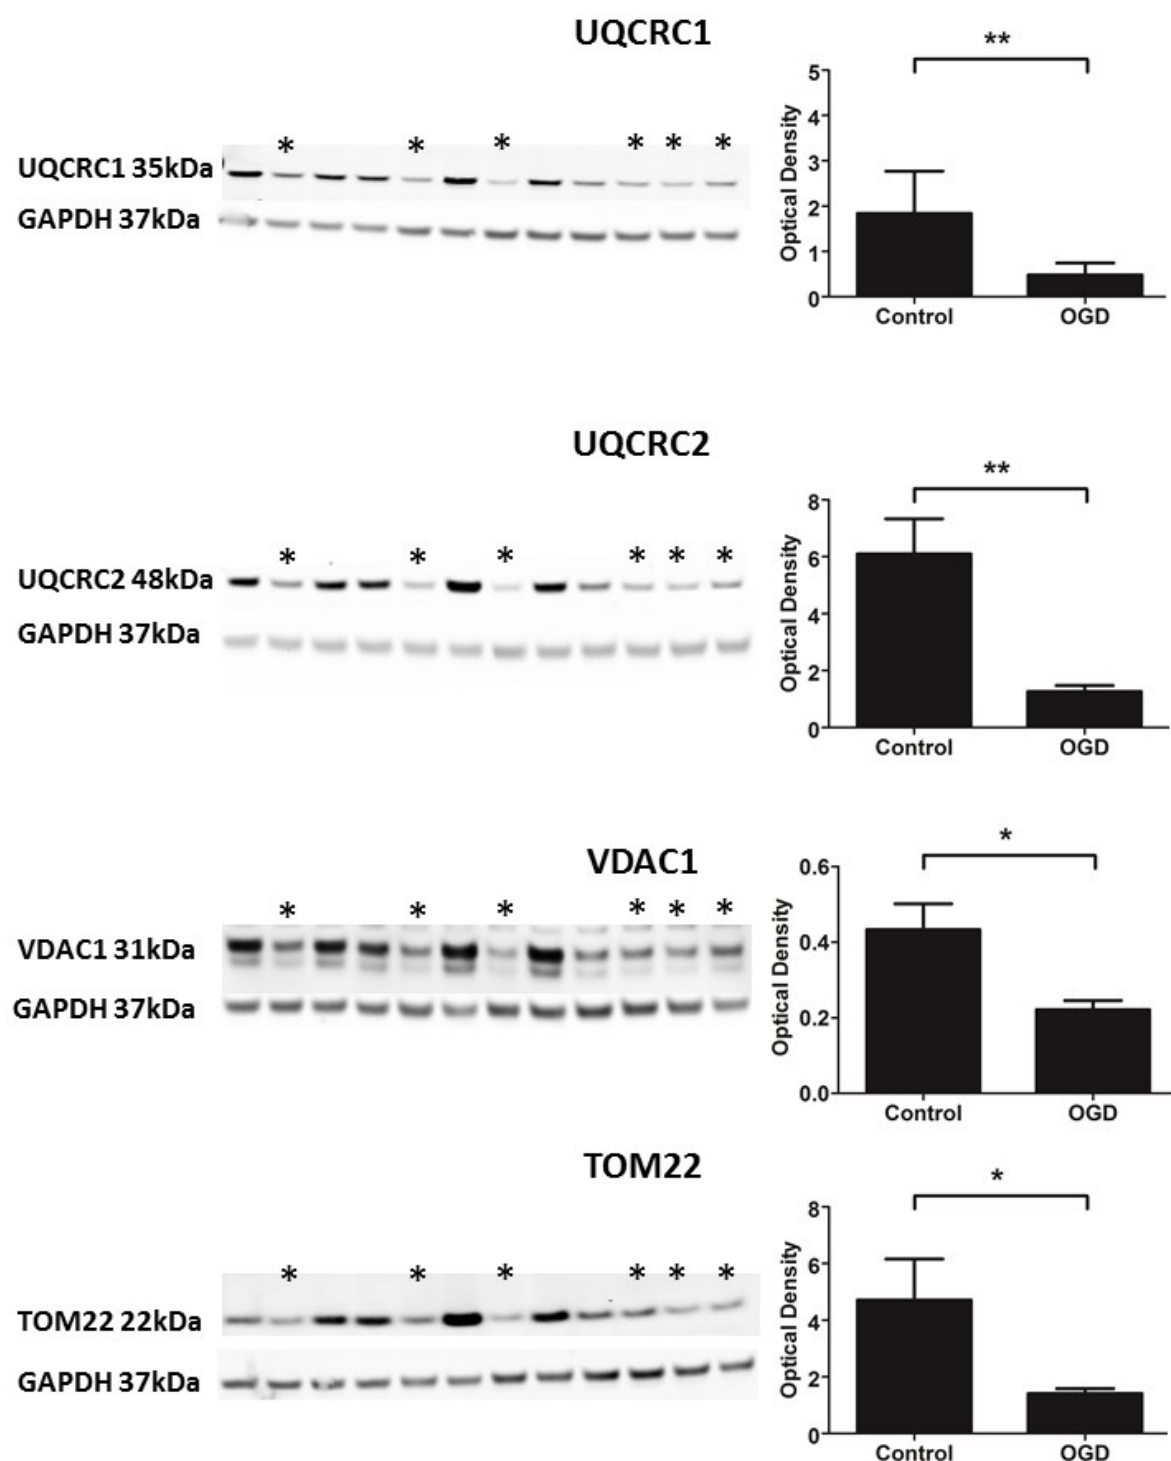 UQCRC1
**
5
4
3
2
1
0
Optical Density
Control OGD
* * * * * *
UQCRC1 35kDa
GAPDH 37kDa
UQCRC2
**
8
6
4
2
0
Optical Density
Control OGD
* * * * * *
UQCRC2 48kDa
GAPDH 37kDa
VDAC1
*
0.6
0.4
0.2
0.0
Optical Density
Control OGD
* * * * * *
VDAC1 31kDa
GAPDH 37kDa
TOM22
*
8
6
4
2
0
Optical Density
Control OGD
* * * * * *
TOM22 22kDa
GAPDH 37kDa